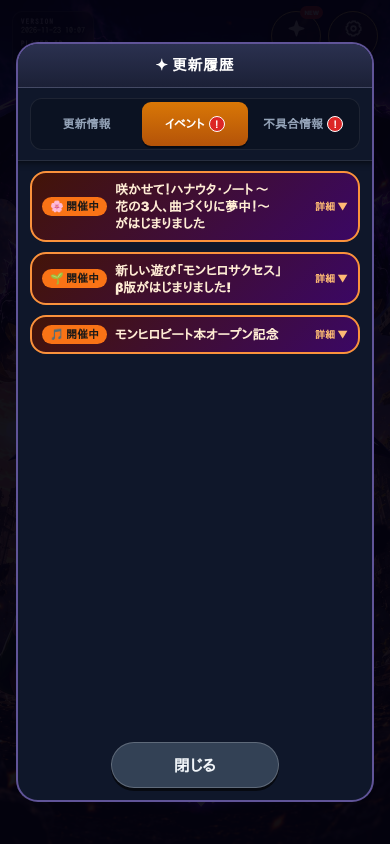 ✦ 更新履歴
更新情報
イベント !
不具合情報 !
🌸 開催中
咲かせて!ハナウタ・ノート ～
花の3人、曲づくりに夢中!～
がはじまりました
詳細 ▼
🌱 開催中
新しい遊び「モンヒロサクセス」
β版がはじまりました!
詳細 ▼
🎵 開催中
モンヒロビート本オープン記念
詳細 ▼
閉じる